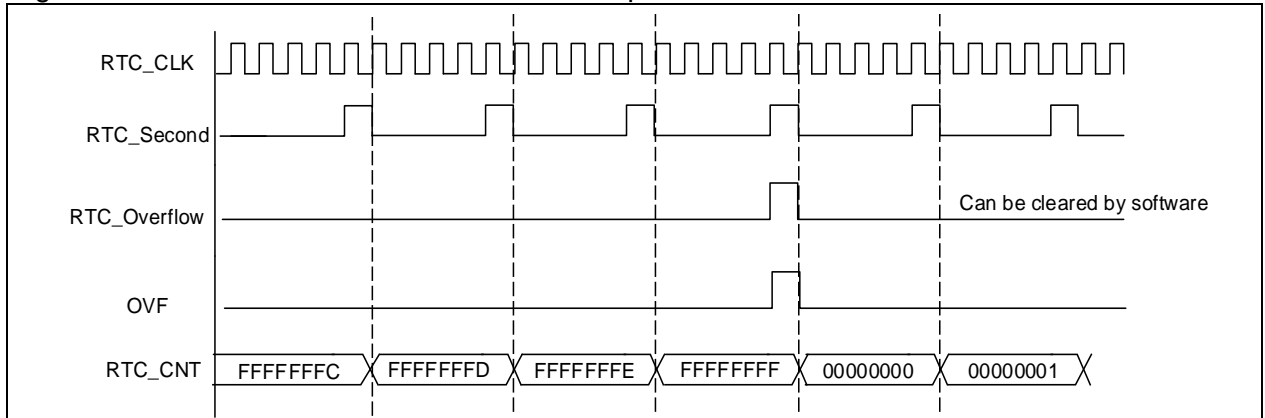 RTC_CLK
RTC_Second
RTC_Overflow
Can be cleared by software
OVF
RTC_CNT
FFFFFFFC
FFFFFFFD
FFFFFFFE
FFFFFFFF
00000000
00000001